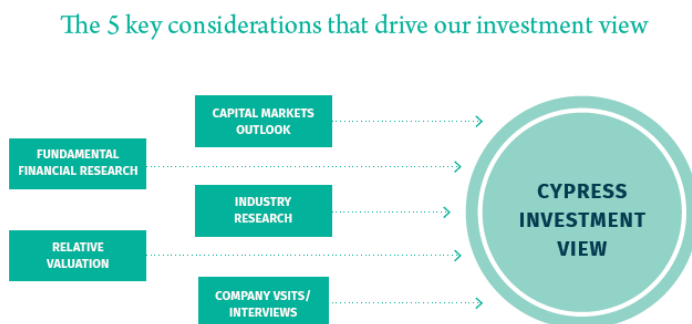 The 5 key considerations that drive our investment view
CAPITAL MARKETS
OUTLOOK
FUNDAMENTAL
FINANCIAL RESEARCH
INDUSTRY
RESEARCH
RELATIVE
VALUATION
COMPANY VSITS/
INTERVIEWS
CYPRESS
INVESTMENT
VIEW